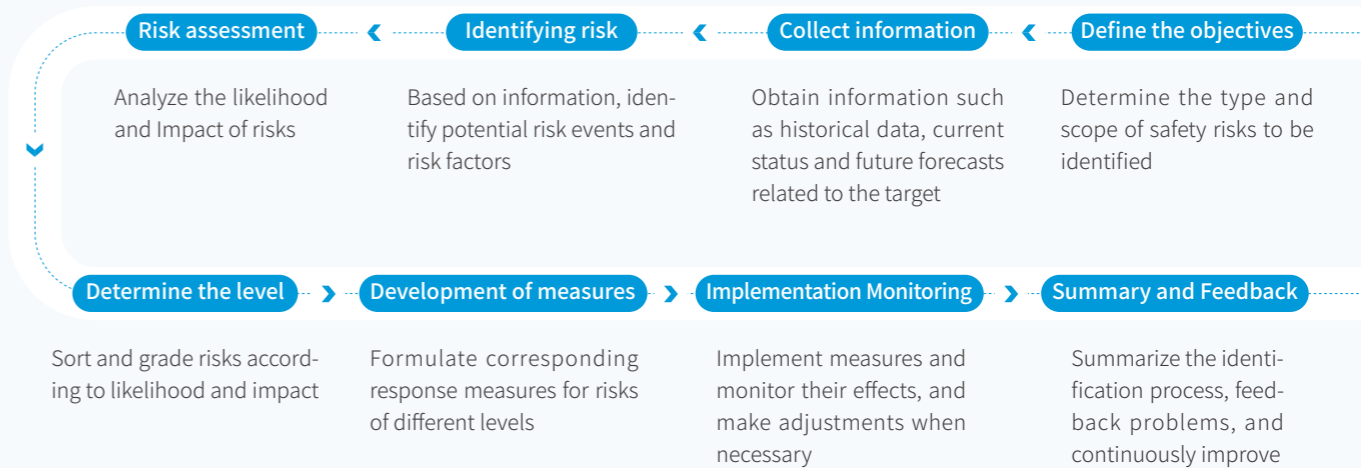 Risk assessment
Identifying risk
Collect information
Define the objectives
Analyze the likelihood
and Impact of risks
Based on information, iden-
tify potential risk events and
risk factors
Obtain information such
as historical data, current
status and future forecasts
related to the target
Determine the type and
scope of safety risks to be
identified
Determine the level
Development of measures
Implementation Monitoring
Summary and Feedback
Sort and grade risks accord-
ing to likelihood and impact
Formulate corresponding
response measures for risks
of different levels
Implement measures and
monitor their effects, and
make adjustments when
necessary
Summarize the identi-
fication process, feed-
back problems, and
continuously improve